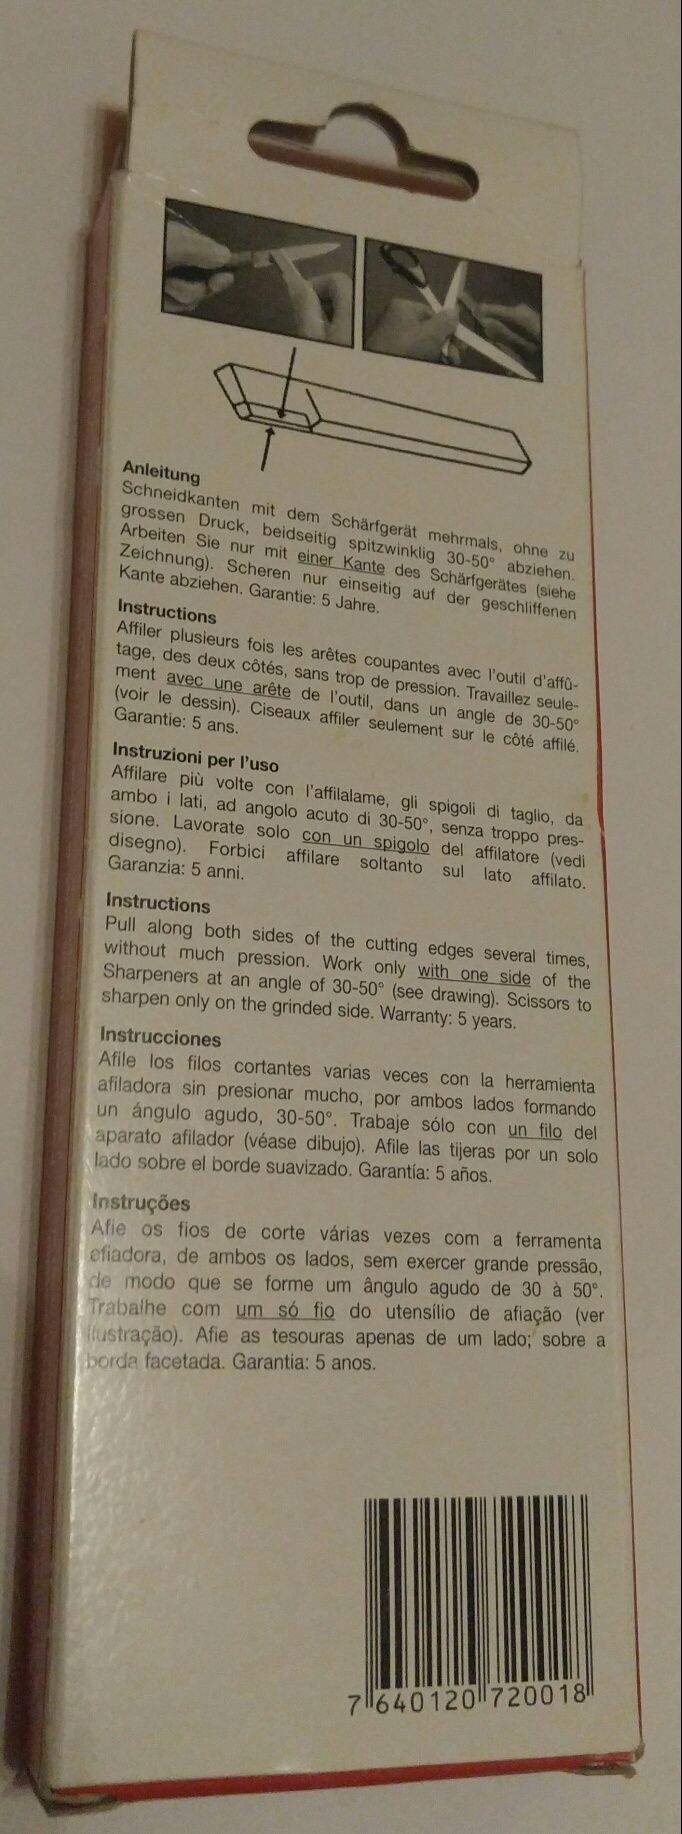 Anleitung
Schneidkanten mit dem Schärfgerät mehrmals, ohne zu
grossen Druck, beidseitig spitzwinklig 30-50° abziehen.
Arbeiten Sie nur mit einer Kante des Schärfgerätes (siehe
Zeichnung). Scheren nur einseitig auf der geschliffenen
Kante abziehen. Garantie: 5 Jahre.
Instructions
Affiler plusieurs fois les arêtes coupantes avec l'outil d'affû-
tage, des deux côtés, sans trop de pression. Travaillez seule-
ment avec une arête de l'outil, dans un angle de 30-50°
(voir le dessin). Ciseaux affiler seulement sur le côté affilé.
Garantie: 5 ans.
Instruzioni per l'uso
Affilare più volte con l'affilalame, gli spigoli di taglio, da
ambo i lati, ad angolo acuto di 30-50°, senza troppo pres-
sione. Lavorate solo con un spigolo del affilatore (vedi
disegno). Forbici affilare soltanto sul lato affilato.
Garanzia: 5 anni.
Instructions
Pull along both sides of the cutting edges several times,
without much pression. Work only with one side of the
Sharpeners at an angle of 30-50° (see drawing). Scissors to
sharpen only on the grinded side. Warranty: 5 years.
Instrucciones
Afile los filos cortantes varias veces con la herramienta
afiladora sin presionar mucho, por ambos lados formando
un ángulo agudo, 30-50°. Trabaje sólo con un filo del
aparato afilador (véase dibujo). Afile las tijeras por un solo
lado sobre el borde suavizado. Garantía: 5 años.
Instruções
Afie os fios de corte várias vezes com a ferramenta
afiadora, de ambos os lados, sem exercer grande pressão,
de modo que se forme um ângulo agudo de 30 à 50°.
Trabalhe com um só fio do utensílio de afiação (ver
ilustração). Afie as tesouras apenas de um lado; sobre a
borda facetada. Garantia: 5 anos.
7 640120 720018